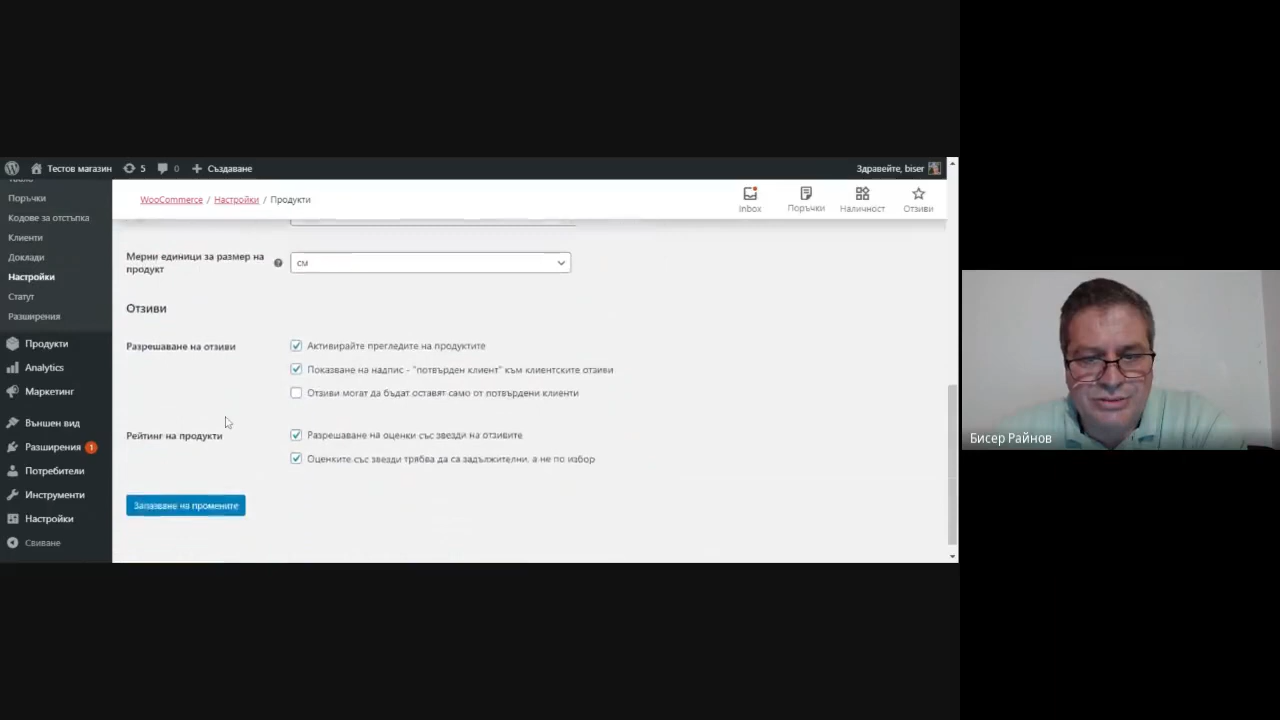 Тестов магазин
5
0
Създаване
Здравейте, biser
Поръчки
Кодове за отстъпка
Клиенти
Доклади
Настройки
Статут
Разширения
Продукти
Analytics
Маркетинг
Външен вид
Разширения 1
Потребители
Инструменти
Настройки
Свиване
WooCommerce / Настройки / Продукти
Inbox
Поръчки
Наличност
Отзиви
Мерни единици за размер на
продукт
см
Отзиви
Разрешаване на отзиви
Активирайте прегледите на продуктите
Показване на надпис - "потвърден клиент" към клиентските отзиви
Отзиви могат да бъдат оставят само от потвърдени клиенти
Рейтинг на продукти
Разрешаване на оценки със звезди на отзивите
Оценките със звезди трябва да са задължителни, а не по избор
Запазване на промените
Бисер Райнов